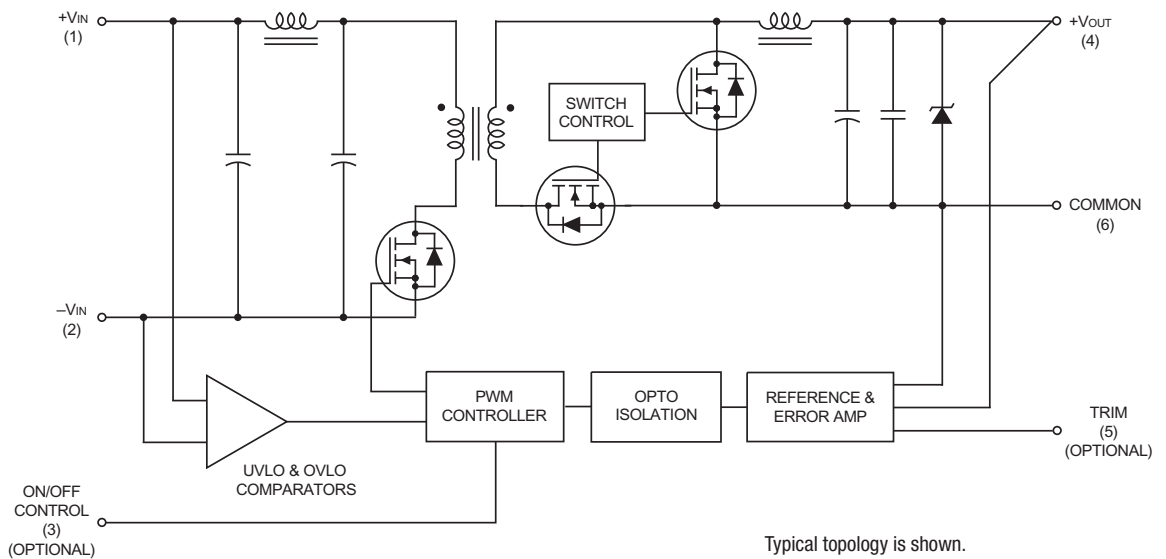 +VIN
(1)
+VOUT
(4)
SWITCH
CONTROL
COMMON
(6)
–VIN
(2)
PWM
CONTROLLER
OPTO
ISOLATION
REFERENCE &
ERROR AMP
TRIM
(5)
(OPTIONAL)
UVLO & OVLO
COMPARATORS
ON/OFF
CONTROL
(3)
(OPTIONAL)
Typical topology is shown.